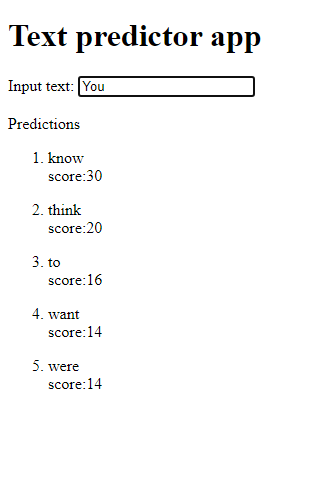 Text predictor app
Input text: You
Predictions
1. know
score:30
2. think
score:20
3. to
score:16
4. want
score:14
5. were
score:14